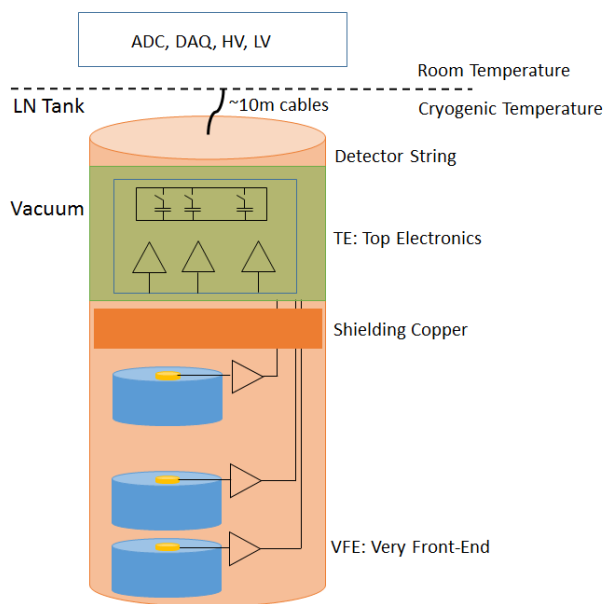 ADC, DAQ, HV, LV
Room Temperature
LN Tank
~10m cables
Cryogenic Temperature
Detector String
Vacuum
TE: Top Electronics
Shielding Copper
VFE: Very Front-End